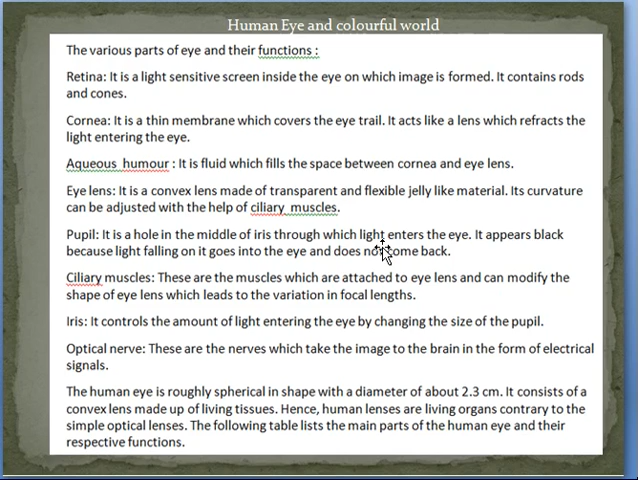 Human Eye and colourful world
The various parts of eye and their functions :
Retina: It is a light sensitive screen inside the eye on which image is formed. It contains rods
and cones.
Cornea: It is a thin membrane which covers the eye trail. It acts like a lens which refracts the
light entering the eye.
Aqueous humour : It is fluid which fills the space between cornea and eye lens.
Eye lens: It is a convex lens made of transparent and flexible jelly like material. Its curvature
can be adjusted with the help of ciliary muscles.
Pupil: It is a hole in the middle of iris through which light enters the eye. It appears black
because light falling on it goes into the eye and does not come back.
Ciliary muscles: These are the muscles which are attached to eye lens and can modify the
shape of eye lens which leads to the variation in focal lengths.
Iris: It controls the amount of light entering the eye by changing the size of the pupil.
Optical nerve: These are the nerves which take the image to the brain in the form of electrical
signals.
The human eye is roughly spherical in shape with a diameter of about 2.3 cm. It consists of a
convex lens made up of living tissues. Hence, human lenses are living organs contrary to the
simple optical lenses. The following table lists the main parts of the human eye and their
respective functions.